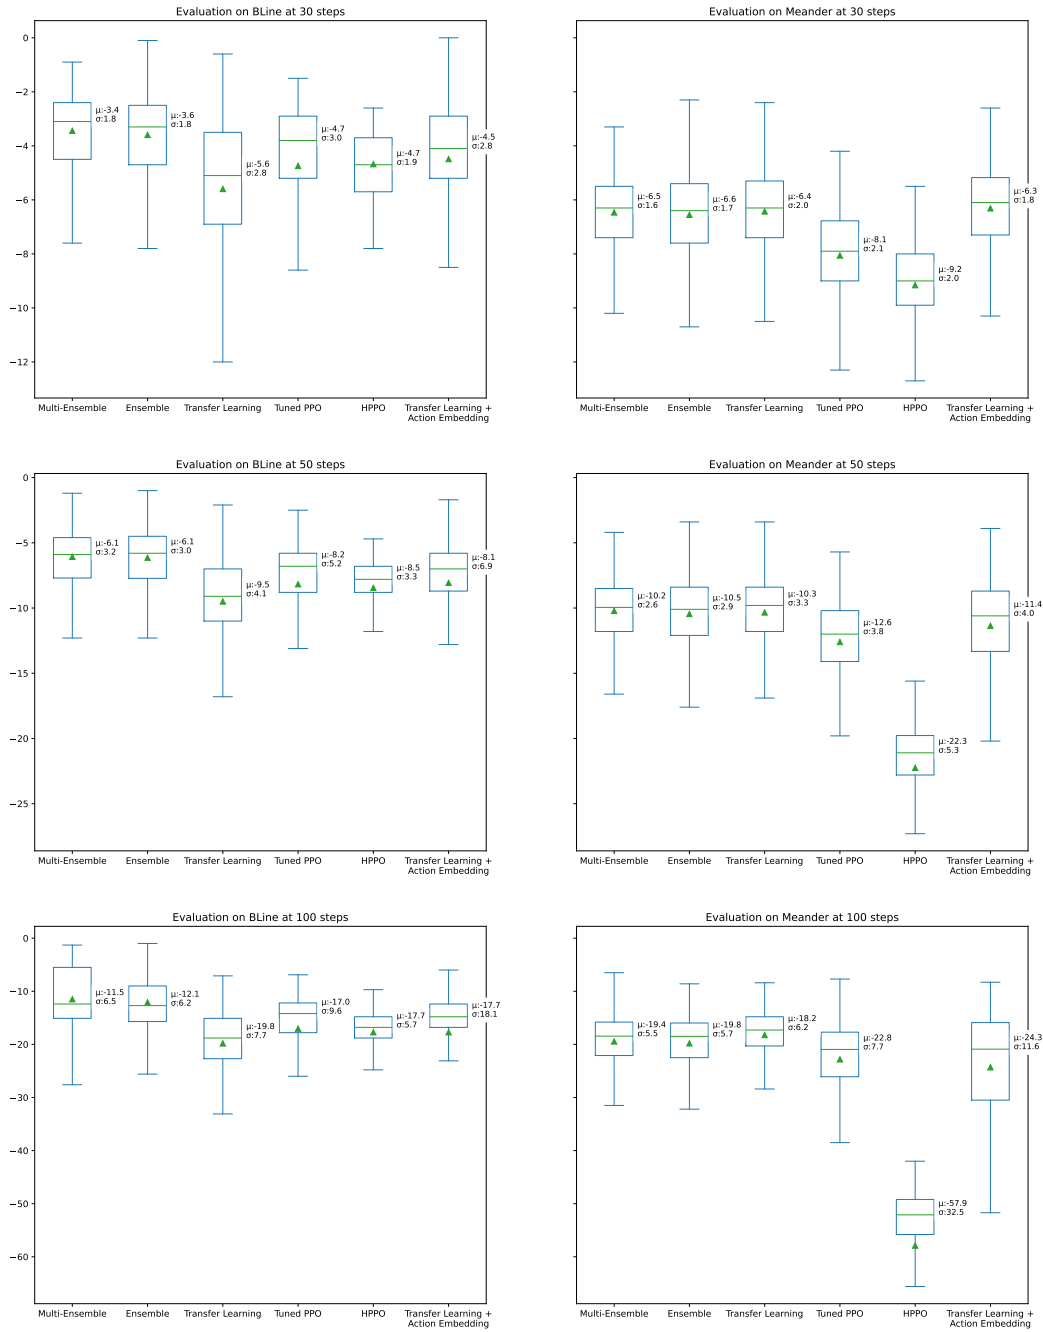 Evaluation on BLine at 30 steps
0
−2
−4
−6
−8
−10
−12
μ:-3.4
σ:1.8
μ:-3.6
σ:1.8
μ:-5.6
σ:2.8
μ:-4.7
σ:3.0
μ:-4.7
σ:1.9
μ:-4.5
σ:2.8
Multi-Ensemble
Ensemble
Transfer Learning
Tuned PPO
HPPO
Transfer Learning +
Action Embedding
Evaluation on Meander at 30 steps
μ:-6.5
σ:1.6
μ:-6.6
σ:1.7
μ:-6.4
σ:2.0
μ:-8.1
σ:2.1
μ:-9.2
σ:2.0
μ:-6.3
σ:1.8
Multi-Ensemble
Ensemble
Transfer Learning
Tuned PPO
HPPO
Transfer Learning +
Action Embedding
Evaluation on BLine at 50 steps
0
−5
−10
−15
−20
−25
μ:-6.1
σ:3.2
μ:-6.1
σ:3.0
μ:-9.5
σ:4.1
μ:-8.2
σ:5.2
μ:-8.5
σ:3.3
μ:-8.1
σ:6.9
Multi-Ensemble
Ensemble
Transfer Learning
Tuned PPO
HPPO
Transfer Learning +
Action Embedding
Evaluation on Meander at 50 steps
μ:-10.2
σ:2.6
μ:-10.5
σ:2.9
μ:-10.3
σ:3.3
μ:-12.6
σ:3.8
μ:-22.3
σ:5.3
μ:-11.4
σ:4.0
Multi-Ensemble
Ensemble
Transfer Learning
Tuned PPO
HPPO
Transfer Learning +
Action Embedding
Evaluation on BLine at 100 steps
0
−10
−20
−30
−40
−50
−60
μ:-11.5
σ:6.5
μ:-12.1
σ:6.2
μ:-19.8
σ:7.7
μ:-17.0
σ:9.6
μ:-17.7
σ:5.7
μ:-17.7
σ:18.1
Multi-Ensemble
Ensemble
Transfer Learning
Tuned PPO
HPPO
Transfer Learning +
Action Embedding
Evaluation on Meander at 100 steps
μ:-19.4
σ:5.5
μ:-19.8
σ:5.7
μ:-18.2
σ:6.2
μ:-22.8
σ:7.7
μ:-57.9
σ:32.5
μ:-24.3
σ:11.6
Multi-Ensemble
Ensemble
Transfer Learning
Tuned PPO
HPPO
Transfer Learning +
Action Embedding